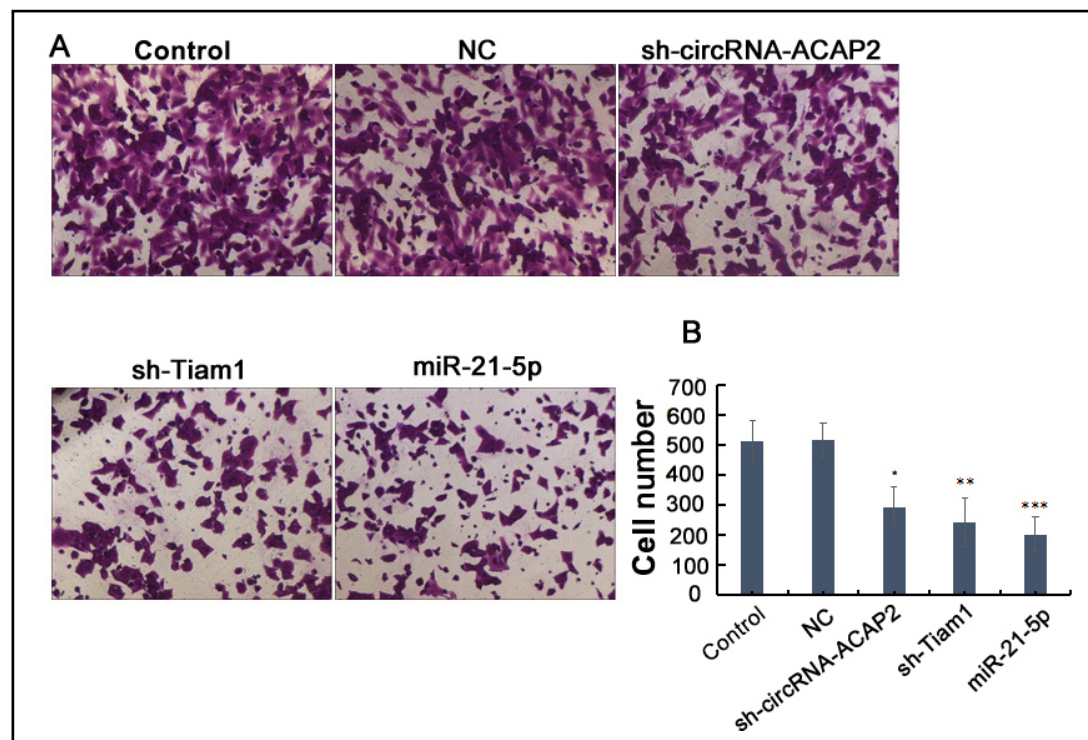 A
Control
NC
sh-circRNA-ACAP2
sh-Tiam1
miR-21-5p
B
Cell number
700
600
500
400
300
200
100
0
*
**
***
Control
NC
sh-circRNA-ACAP2
sh-Tiam1
miR-21-5p